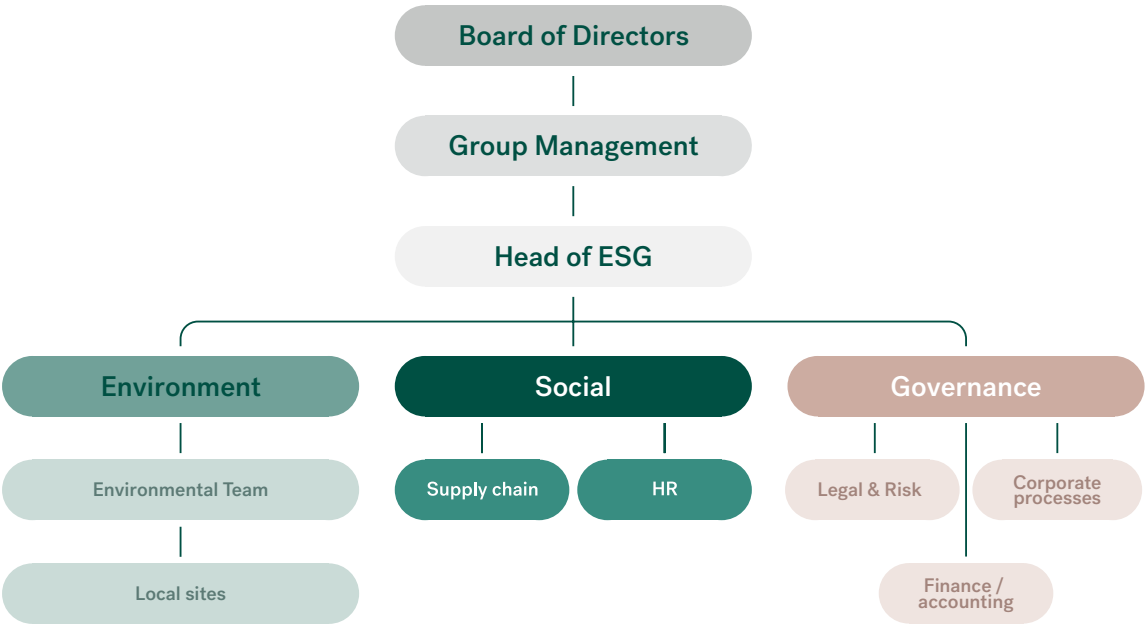 Board of Directors
Group Management
Head of ESG
Environment
Social
Governance
Environmental Team
Supply chain
HR
Legal & Risk
Corporate
processes
Local sites
Finance /
accounting